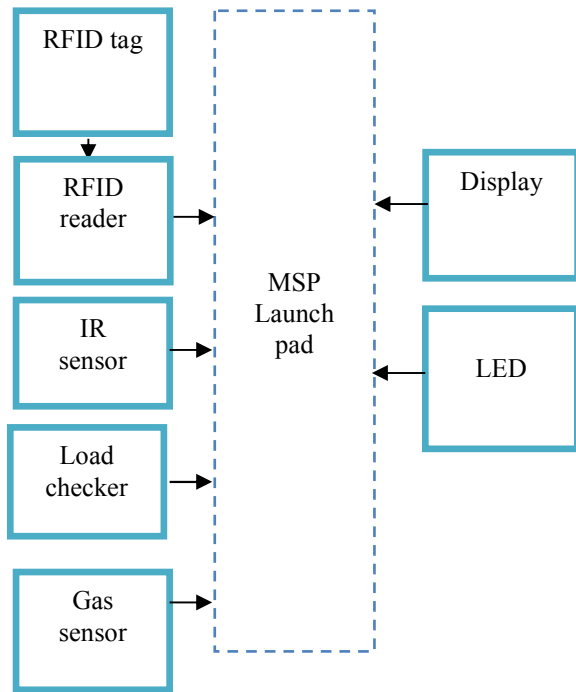 RFID tag
RFID
reader
IR
sensor
Load
checker
Gas
sensor
MSP
Launch
pad
Display
LED